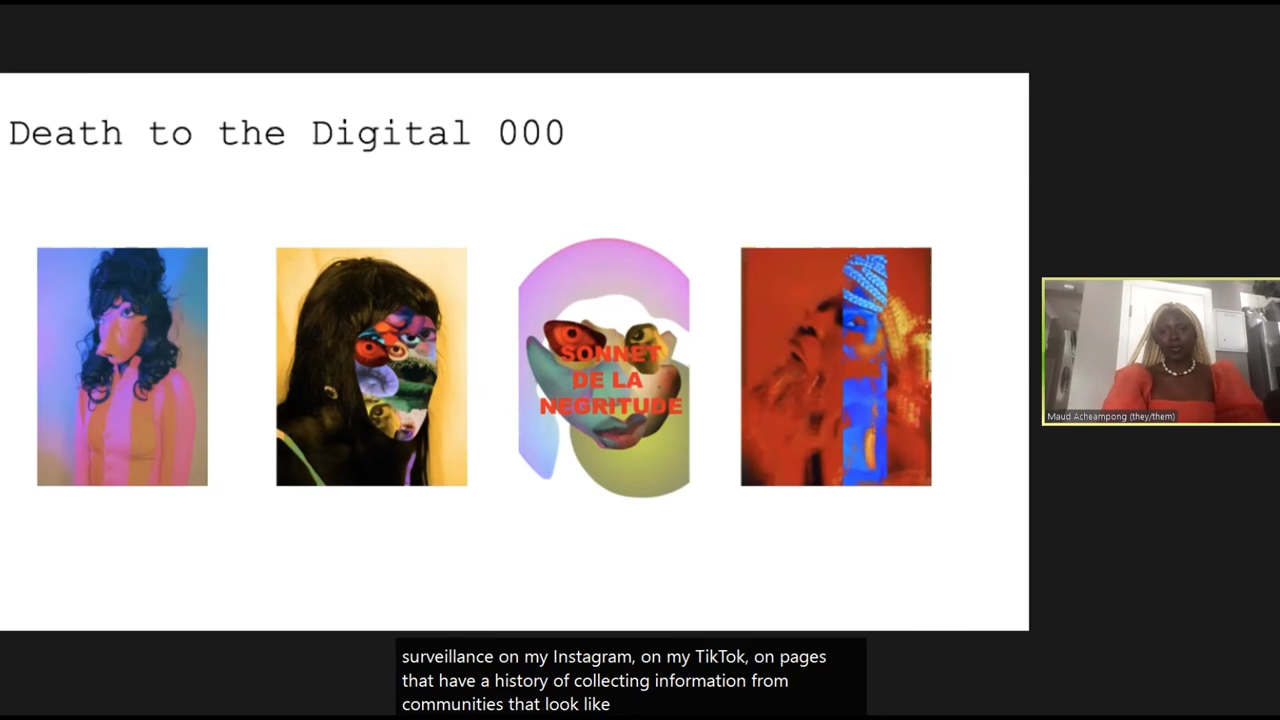 Death to the Digital 000
SONNET
DE LA
NEGRITUDE
Maud Acheampong (they/them)
surveillance on my Instagram, on my TikTok, on pages
that have a history of collecting information from
communities that look like